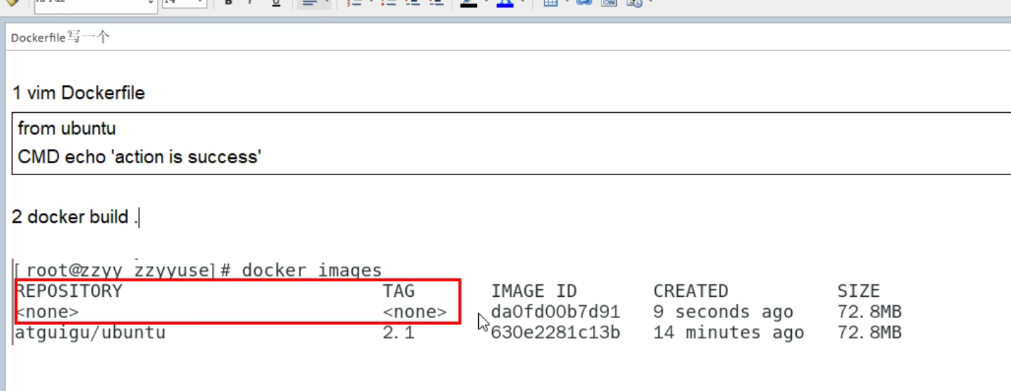 Dockerfile写一个
1 vim Dockerfile
from ubuntu
CMD echo 'action is success'
2 docker build .
[root@zzyy zzyyuse]# docker images
REPOSITORY TAG IMAGE ID CREATED SIZE
<none> <none> da0fd00b7d91 9 seconds ago 72.8MB
atguigu/ubuntu 2.1 630e2281c13b 14 minutes ago 72.8MB